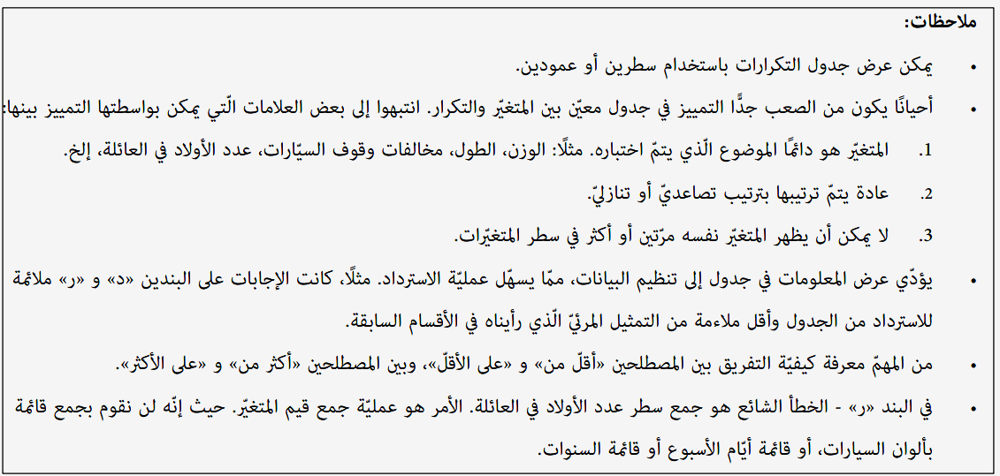 ملاحظات:
• يمكن عرض جدول التكرارات باستخدام سطرين أو عمودين.
• أحيانًا يكون من الصعب جدًّا التمييز في جدول معيّن بين المتغيّر والتكرار. انتبهوا إلى بعض العلامات الّتي يمكن بواسطتها التمييز بينها:
1. المتغيّر هو دائمًا الموضوع الّذي يتمّ اختباره. مثلًا: الوزن، الطول، مخالفات وقوف السيّارات، عدد الأولاد في العائلة، إلخ.
2. عادة يتمّ ترتيبها بترتيب تصاعديّ أو تنازليّ.
3. لا يمكن أن يظهر المتغيّر نفسه مرّتين أو أكثر في سطر المتغيّرات.
• يؤدّي عرض المعلومات في جدول إلى تنظيم البيانات، ممّا يسهّل عمليّة الاسترداد. مثلًا، كانت الإجابات على البندين «د» و «ر» ملائمة
للاسترداد من الجدول وأقل ملاءمة من التمثيل المرئيّ الّذي رأيناه في الأقسام السابقة.
• من المهمّ معرفة كيفيّة التفريق بين المصطلحين «أقلّ من» و «على الأقلّ»، وبين المصطلحين «أكثر من» و «على الأكثر».
• في البند «ر» - الخطأ الشائع هو جمع سطر عدد الأولاد في العائلة. الأمر هو عمليّة جمع قيم المتغيّر. حيث إنّه لن نقوم بجمع قائمة
بألوان السيارات، أو قائمة أيّام الأسبوع أو قائمة السنوات.